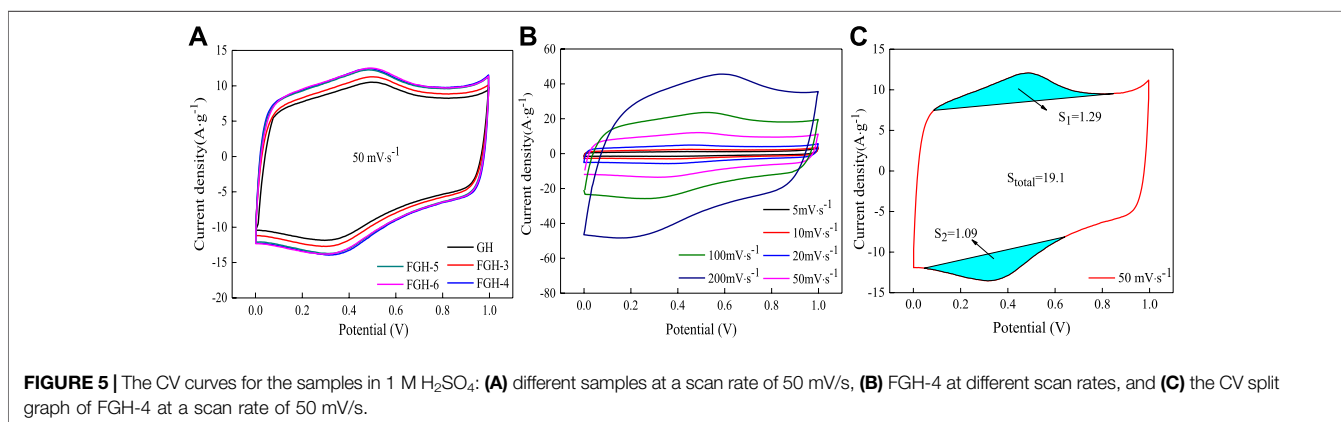 A
15
10
5
0
-5
-10
-15
-20
Current density(A·g⁻¹)
50 mV·s⁻¹
GH
FGH-5
FGH-3
FGH-6
FGH-4
0.0 0.2 0.4 0.6 0.8 1.0
Potential (V)
B
60
40
20
0
-20
-40
-60
-80
Current density(A·g⁻¹)
5mV·s⁻¹
10mV·s⁻¹
100mV·s⁻¹
20mV·s⁻¹
200mV·s⁻¹
50mV·s⁻¹
0.0 0.2 0.4 0.6 0.8 1.0
Potential (V)
C
15
10
5
0
-5
-10
-15
Current density(A·g⁻¹)
S₁=1.29
Stotal=19.1
S₂=1.09
50 mV·s⁻¹
0.0 0.2 0.4 0.6 0.8 1.0
Potential (V)
FIGURE 5 | The CV curves for the samples in 1 M H₂SO₄: (A) different samples at a scan rate of 50 mV/s, (B) FGH-4 at different scan rates, and (C) the CV split
graph of FGH-4 at a scan rate of 50 mV/s.